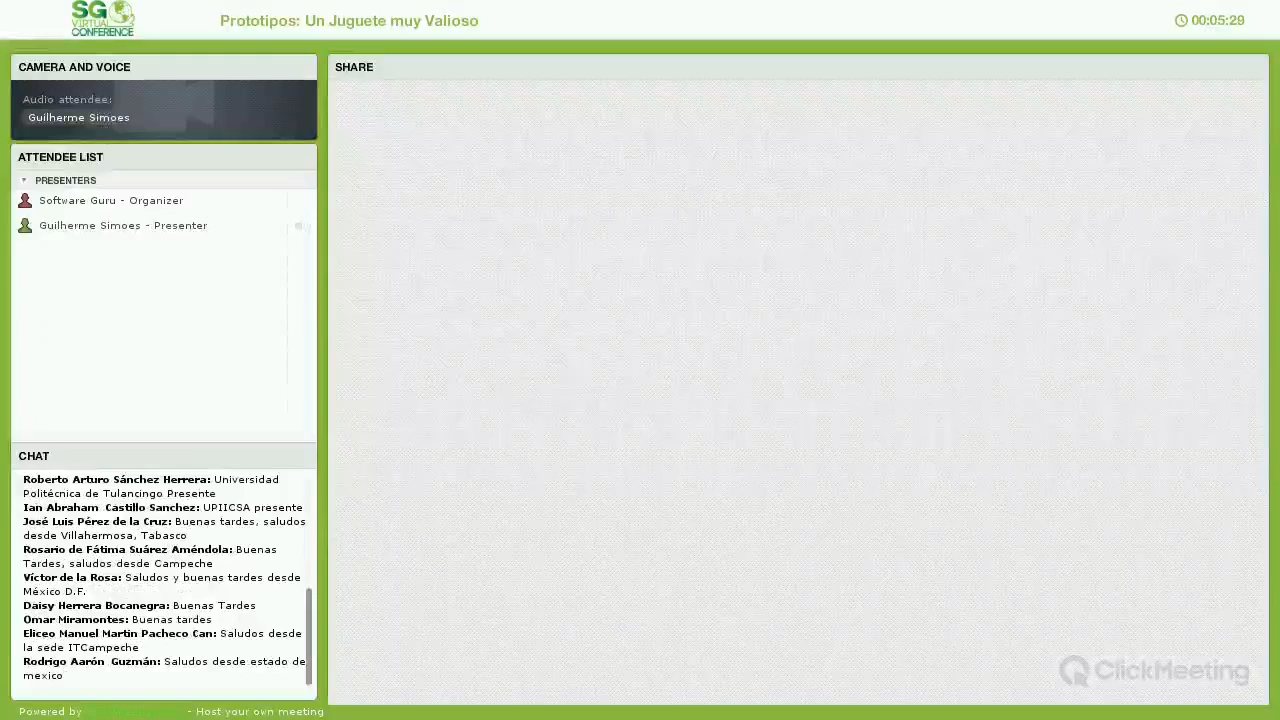 SG
VIRTUAL
CONFERENCE
Prototipos: Un Juguete muy Valioso
00:05:29
CAMERA AND VOICE
Audio attendee:
Guilherme Simoes
ATTENDEE LIST
PRESENTERS
Software Guru - Organizer
Guilherme Simoes - Presenter
CHAT
Roberto Arturo Sánchez Herrera: Universidad
Politécnica de Tulancingo Presente
Ian Abraham Castillo Sanchez: UPIICSA presente
José Luis Pérez de la Cruz: Buenas tardes, saludos
desde Villahermosa, Tabasco
Rosario de Fátima Suárez Améndola: Buenas
Tardes, saludos desde Campeche
Víctor de la Rosa: Saludos y buenas tardes desde
México D.F.
Daisy Herrera Bocanegra: Buenas Tardes
Omar Miramontes: Buenas tardes
Eliceo Manuel Martin Pacheco Can: Saludos desde
la sede ITCampeche
Rodrigo Aarón Guzmán: Saludos desde estado de
mexico
Powered by - Host your own meeting
SHARE
ClickMeeting